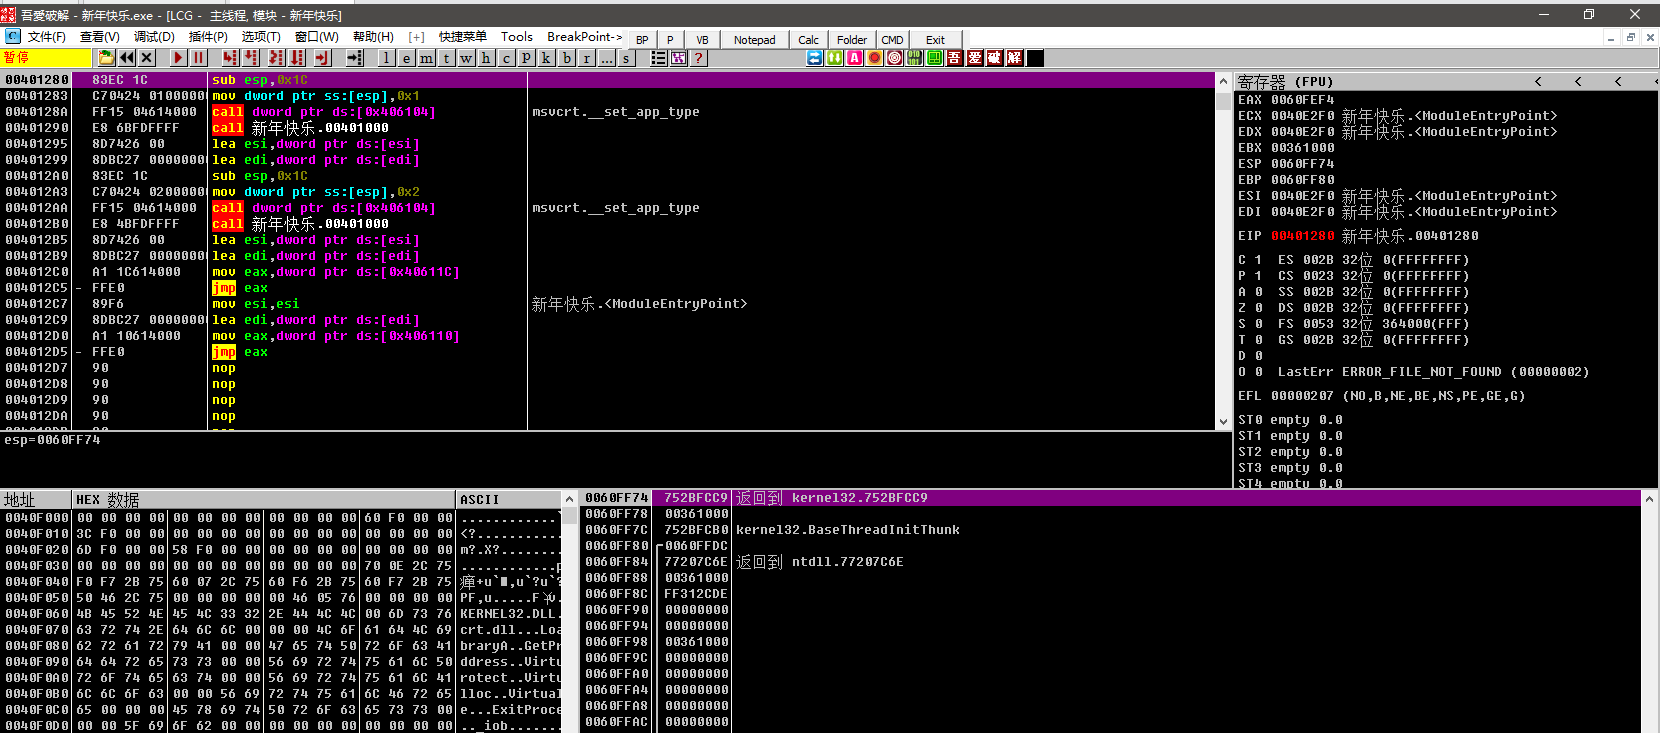 吾愛破解 - 新年快乐.exe - [LCG - 主线程, 模块 - 新年快乐]
C 文件(F) 查看(V) 调试(D) 插件(P) 选项(T) 窗口(W) 帮助(H) [+] 快捷菜单 Tools BreakPoint-> BP P VB Notepad Calc Folder CMD Exit
暂停 l e m t w h c p k b r ... s ? 吾 爱 破 解
00401280 83EC 1C sub esp,0x1C
00401283 C70424 01000000 mov dword ptr ss:[esp],0x1
0040128A FF15 04614000 call dword ptr ds:[0x406104] msvcrt.__set_app_type
00401290 E8 6BFDFFFF call 新年快乐.00401000
00401295 8D7426 00 lea esi,dword ptr ds:[esi]
00401299 8DBC27 00000000 lea edi,dword ptr ds:[edi]
004012A0 83EC 1C sub esp,0x1C
004012A3 C70424 02000000 mov dword ptr ss:[esp],0x2
004012AA FF15 04614000 call dword ptr ds:[0x406104] msvcrt.__set_app_type
004012B0 E8 4BFDFFFF call 新年快乐.00401000
004012B5 8D7426 00 lea esi,dword ptr ds:[esi]
004012B9 8DBC27 00000000 lea edi,dword ptr ds:[edi]
004012C0 A1 1C614000 mov eax,dword ptr ds:[0x40611C]
004012C5 - FFE0 jmp eax
004012C7 89F6 mov esi,esi 新年快乐.<ModuleEntryPoint>
004012C9 8DBC27 00000000 lea edi,dword ptr ds:[edi]
004012D0 A1 10614000 mov eax,dword ptr ds:[0x406110]
004012D5 - FFE0 jmp eax
004012D7 90 nop
004012D8 90 nop
004012D9 90 nop
004012DA 90 nop
esp=0060FF74
寄存器 (FPU) < < < <
EAX 0060FEF4
ECX 0040E2F0 新年快乐.<ModuleEntryPoint>
EDX 0040E2F0 新年快乐.<ModuleEntryPoint>
EBX 00361000
ESP 0060FF74
EBP 0060FF80
ESI 0040E2F0 新年快乐.<ModuleEntryPoint>
EDI 0040E2F0 新年快乐.<ModuleEntryPoint>
EIP 00401280 新年快乐.00401280
C 1 ES 002B 32位 0(FFFFFFFF)
P 1 CS 0023 32位 0(FFFFFFFF)
A 0 SS 002B 32位 0(FFFFFFFF)
Z 0 DS 002B 32位 0(FFFFFFFF)
S 0 FS 0053 32位 364000(FFF)
T 0 GS 002B 32位 0(FFFFFFFF)
D 0
O 0 LastErr ERROR_FILE_NOT_FOUND (00000002)
EFL 00000207 (NO,B,NE,BE,NS,PE,GE,G)
ST0 empty 0.0
ST1 empty 0.0
ST2 empty 0.0
ST3 empty 0.0
ST4 empty 0.0
地址 HEX 数据 ASCII
0040F000 00 00 00 00 00 00 00 00 00 00 00 00 60 F0 00 00 ............`
0040F010 3C F0 00 00 00 00 00 00 00 00 00 00 00 00 00 00 <?............
0040F020 6D F0 00 00 58 F0 00 00 00 00 00 00 00 00 00 00 m?.X?........
0040F030 00 00 00 00 00 00 00 00 00 00 00 00 70 0E 2C 75 ............p
0040F040 F0 F7 2B 75 60 07 2C 75 60 F6 2B 75 60 F7 2B 75
0040F050 50 46 2C 75 00 00 00 00 00 46 05 76 00 00 00 00 PF,u.....F
0040F060 4B 45 52 4E 45 4C 33 32 2E 44 4C 4C 00 6D 73 76 KERNEL32.DLL.
0040F070 63 72 74 2E 64 6C 6C 00 00 00 4C 6F 61 64 4C 69 crt.dll...Loa
0040F080 62 72 61 72 79 41 00 00 47 65 74 50 72 6F 63 41 braryA..GetPr
0040F090 64 64 72 65 73 73 00 00 56 69 72 74 75 61 6C 50 ddress..Virtu
0040F0A0 72 6F 74 65 63 74 00 00 56 69 72 74 75 61 6C 41 rotect..Virtu
0040F0B0 6C 6C 6F 63 00 00 56 69 72 74 75 61 6C 46 72 65 lloc..Virtual
0040F0C0 65 00 00 00 45 78 69 74 50 72 6F 63 65 73 73 00 e...ExitProce
0040F0D0 00 00 5F 69 6F 62 00 00 00 00 00 00 00 00 00 00 .._iob.......
0060FF74 752BFCC9 返回到 kernel32.752BFCC9
0060FF78 00361000
0060FF7C 752BFCB0 kernel32.BaseThreadInitThunk
0060FF80 0060FFDC
0060FF84 77207C6E 返回到 ntdll.77207C6E
0060FF88 00361000
0060FF8C FF312CDE
0060FF90 00000000
0060FF94 00000000
0060FF98 00361000
0060FF9C 00000000
0060FFA0 00000000
0060FFA4 00000000
0060FFA8 00000000
0060FFAC 00000000